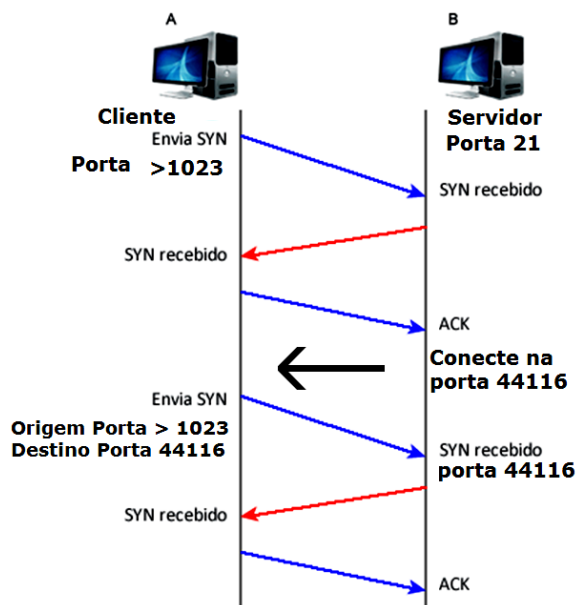 A
B
Cliente
Servidor
Porta 21
Envia SYN
Porta >1023
SYN recebido
SYN recebido
ACK
Conecte na
porta 44116
Envia SYN
Origem Porta > 1023
Destino Porta 44116
SYN recebido
porta 44116
SYN recebido
ACK